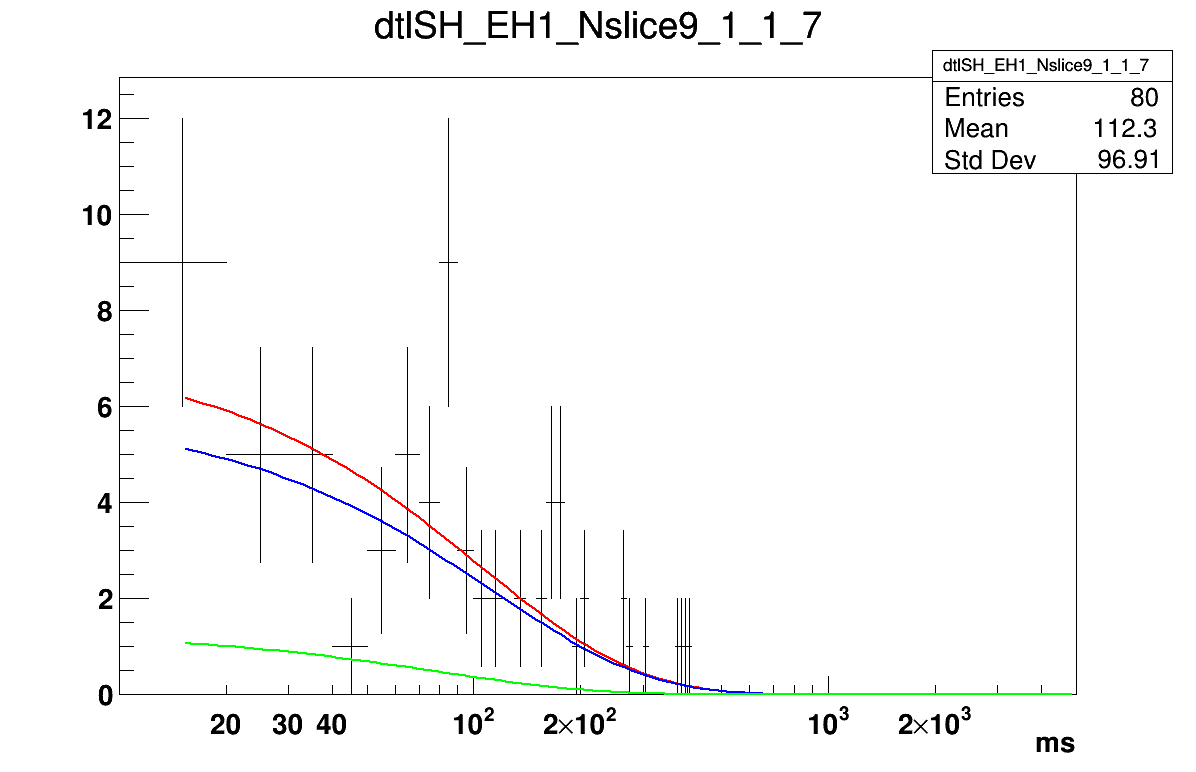 dtlSH_EH1_Nslice9_1_1_7
dtlSH_EH1_Nslice9_1_1_7
Entries 80
Mean 112.3
Std Dev 96.91
12
10
8
6
4
2
0
20 30 40 10² 2×10² 10³ 2×10³
ms